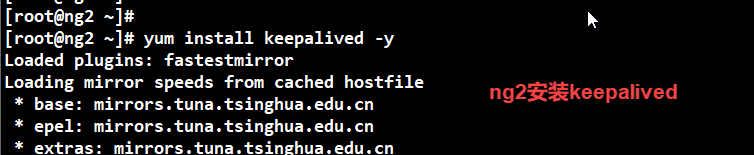 [root@ng2 ~]#
[root@ng2 ~]# yum install keepalived -y
Loaded plugins: fastestmirror
Loading mirror speeds from cached hostfile
 * base: mirrors.tuna.tsinghua.edu.cn
 * epel: mirrors.tuna.tsinghua.edu.cn
 * extras: mirrors.tuna.tsinghua.edu.cn
ng2安装keepalived